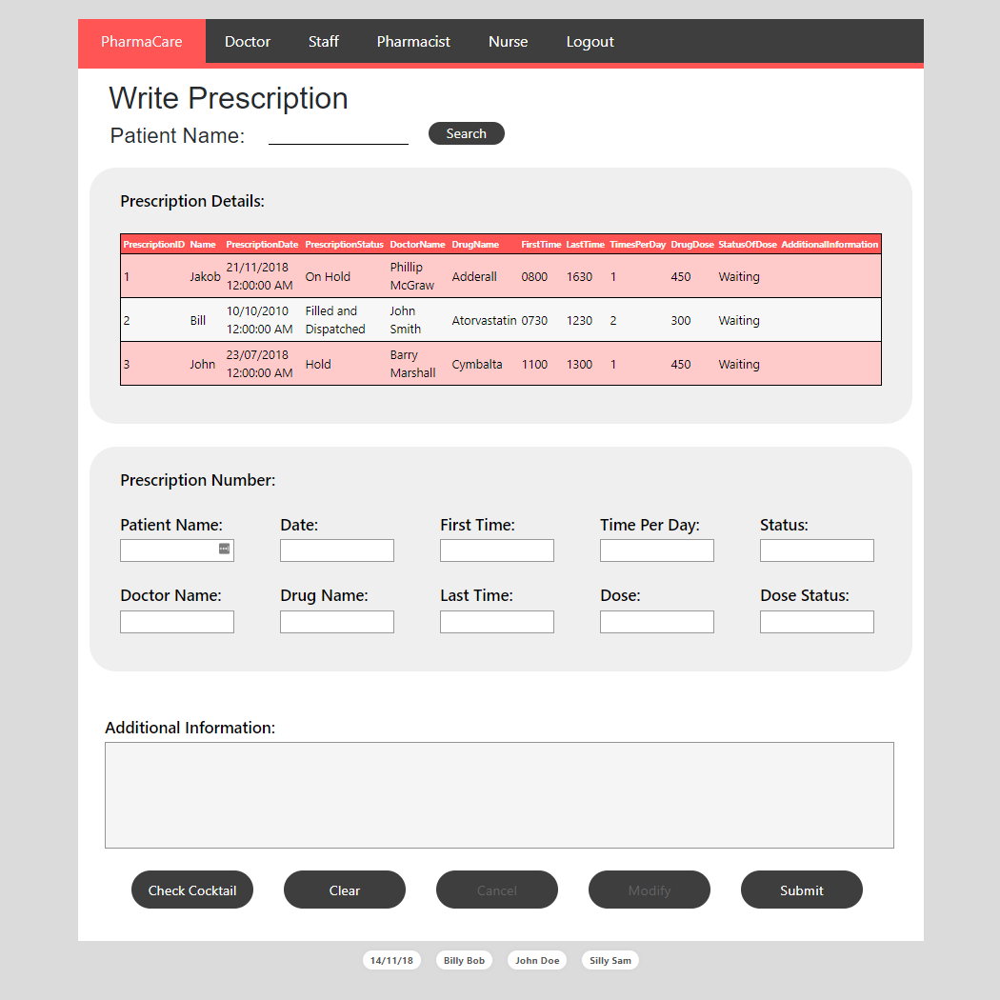 PharmaCare Doctor Staff Pharmacist Nurse Logout
Write Prescription
Patient Name: Search
Prescription Details:
PrescriptionID Name PrescriptionDate PrescriptionStatus DoctorName DrugName FirstTime LastTime TimesPerDay DrugDose StatusOfDose AdditionalInformation
1 Jakob 21/11/2018 12:00:00 AM On Hold Phillip McGraw Adderall 0800 1630 1 450 Waiting
2 Bill 10/10/2010 12:00:00 AM Filled and Dispatched John Smith Atorvastatin 0730 1230 2 300 Waiting
3 John 23/07/2018 12:00:00 AM Hold Barry Marshall Cymbalta 1100 1300 1 450 Waiting
Prescription Number:
Patient Name: Date: First Time: Time Per Day: Status:
Doctor Name: Drug Name: Last Time: Dose: Dose Status:
Additional Information:
Check Cocktail Clear Cancel Modify Submit
14/11/18 Billy Bob John Doe Silly Sam